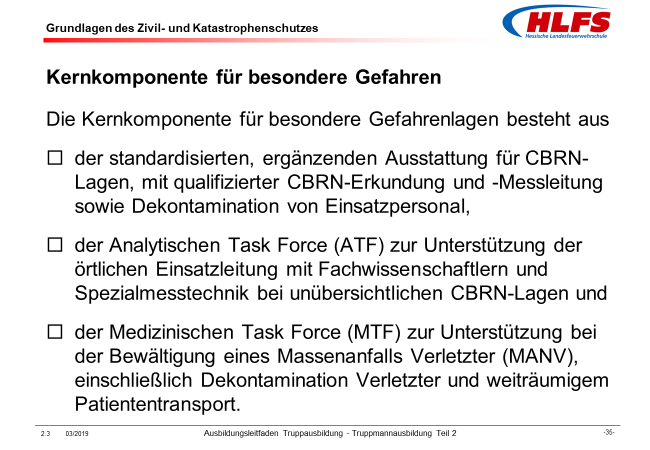 Grundlagen des Zivil- und Katastrophenschutzes
HLFS
Hessische Landesfeuerwehrschule
Kernkomponente für besondere Gefahren
Die Kernkomponente für besondere Gefahrenlagen besteht aus
der standardisierten, ergänzenden Ausstattung für CBRN-
Lagen, mit qualifizierter CBRN-Erkundung und -Messleitung
sowie Dekontamination von Einsatzpersonal,
der Analytischen Task Force (ATF) zur Unterstützung der
örtlichen Einsatzleitung mit Fachwissenschaftlern und
Spezialmesstechnik bei unübersichtlichen CBRN-Lagen und
der Medizinischen Task Force (MTF) zur Unterstützung bei
der Bewältigung eines Massenanfalls Verletzter (MANV),
einschließlich Dekontamination Verletzter und weiträumigem
Patiententransport.
2.3 03/2019 Ausbildungsleitfaden Truppausbildung - Truppmannausbildung Teil 2 -35-